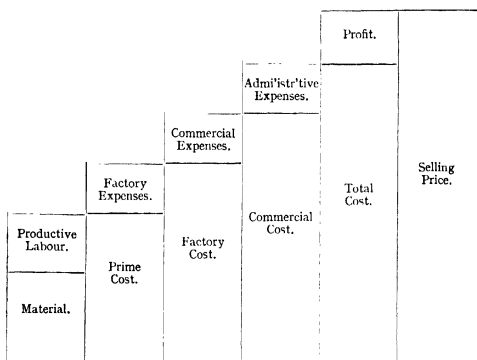 Profit.
Admi'istr'tive
Expenses.
Commercial
Expenses.
Factory
Expenses.
Productive
Labour.
Material.
Prime
Cost.
Factory
Cost.
Commercial
Cost.
Total
Cost.
Selling
Price.